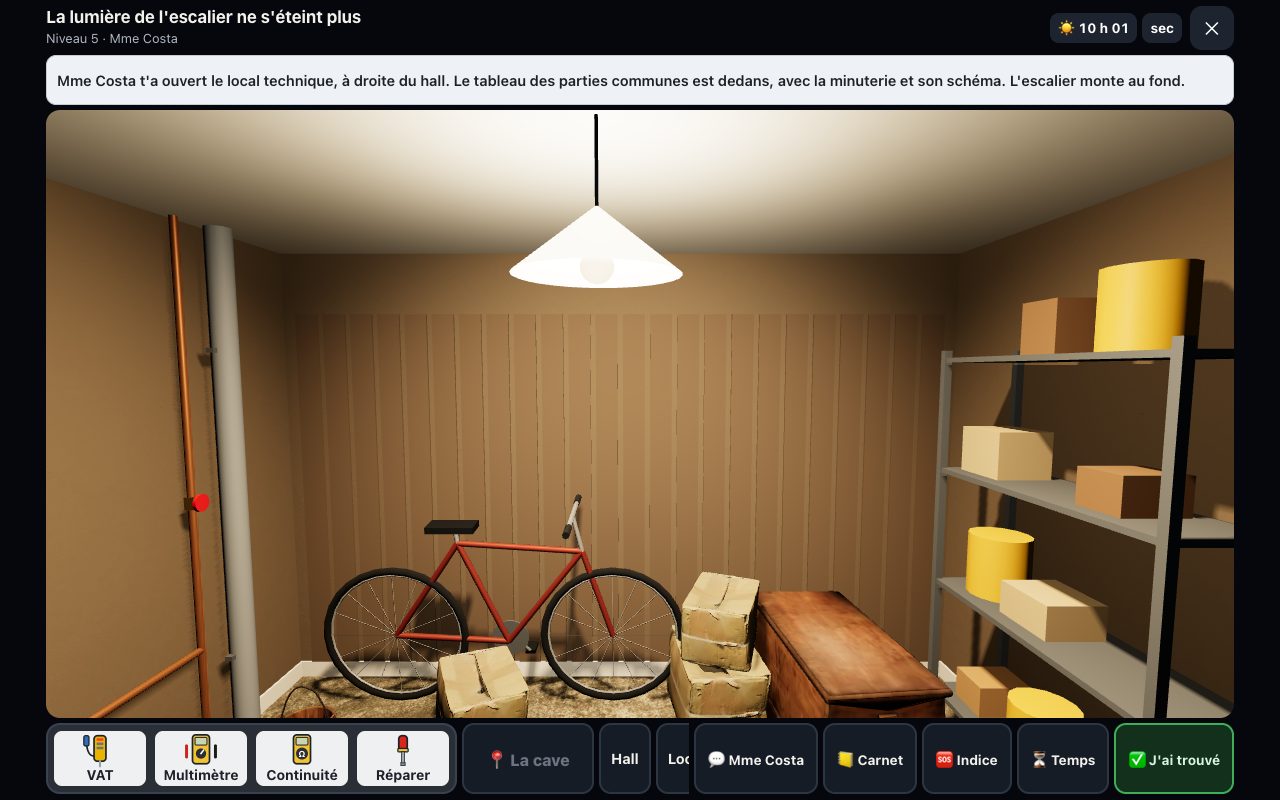 La lumière de l'escalier ne s'éteint plus
Niveau 5 · Mme Costa
10 h 01
sec
Mme Costa t'a ouvert le local technique, à droite du hall. Le tableau des parties communes est dedans, avec la minuterie et son schéma. L'escalier monte au fond.
VAT
Multimètre
Continuité
Réparer
La cave
Hall
Mme Costa
Carnet
SOS Indice
Temps
J'ai trouvé